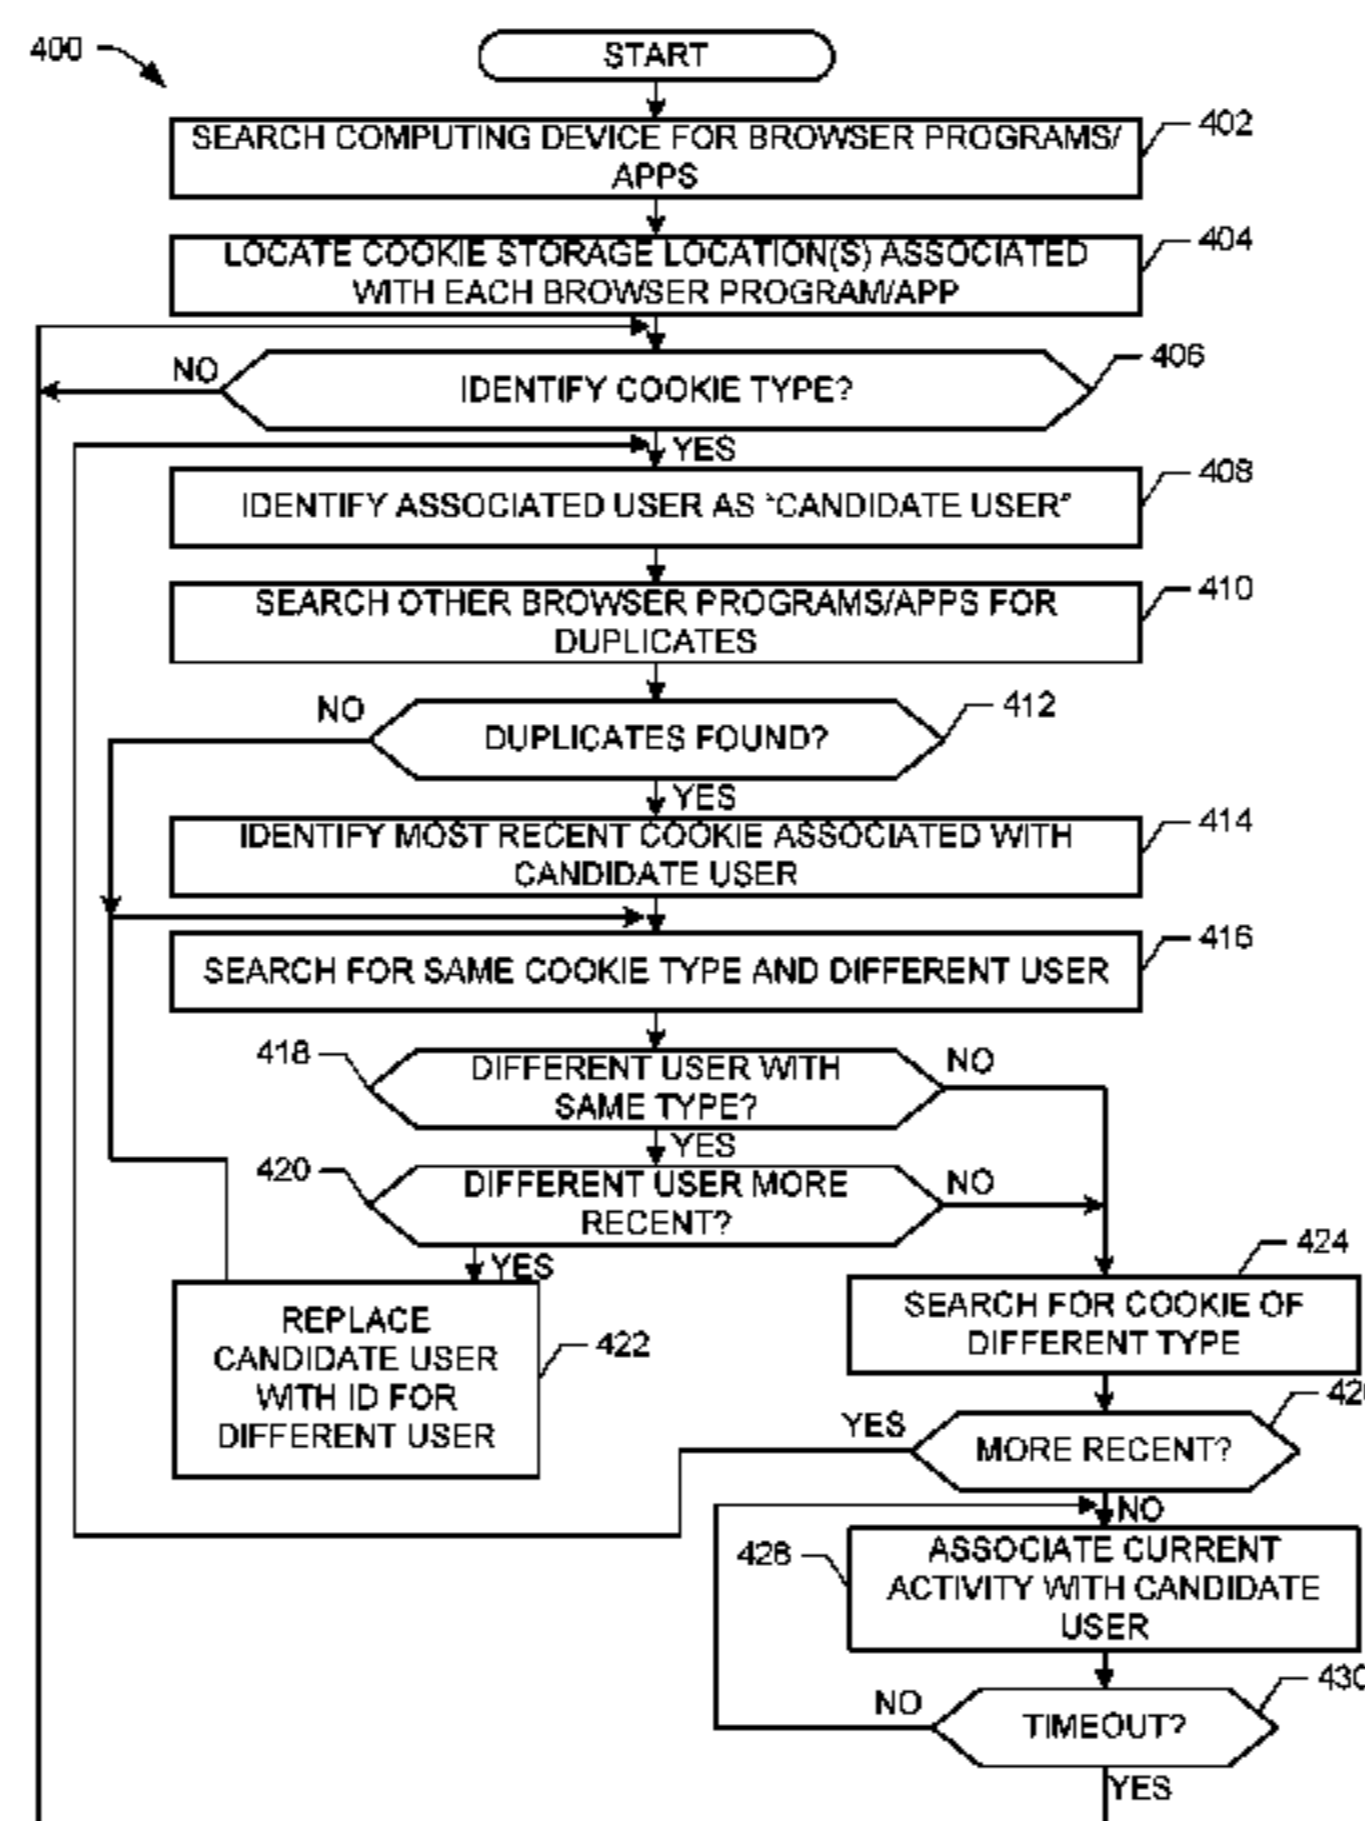 400
START
SEARCH COMPUTING DEVICE FOR BROWSER PROGRAMS/
APPS
402
LOCATE COOKIE STORAGE LOCATION(S) ASSOCIATED
WITH EACH BROWSER PROGRAM/APP
404
NO
IDENTIFY COOKIE TYPE?
406
YES
IDENTIFY ASSOCIATED USER AS "CANDIDATE USER"
408
SEARCH OTHER BROWSER PROGRAMS/APPS FOR
DUPLICATES
410
NO
DUPLICATES FOUND?
412
YES
IDENTIFY MOST RECENT COOKIE ASSOCIATED WITH
CANDIDATE USER
414
SEARCH FOR SAME COOKIE TYPE AND DIFFERENT USER
416
418
DIFFERENT USER WITH
SAME TYPE?
NO
YES
420
DIFFERENT USER MORE
RECENT?
NO
YES
REPLACE
CANDIDATE USER
WITH ID FOR
DIFFERENT USER
422
424
SEARCH FOR COOKIE OF
DIFFERENT TYPE
YES
MORE RECENT?
NO
428
ASSOCIATE CURRENT
ACTIVITY WITH CANDIDATE
USER
430
NO
TIMEOUT?
YES